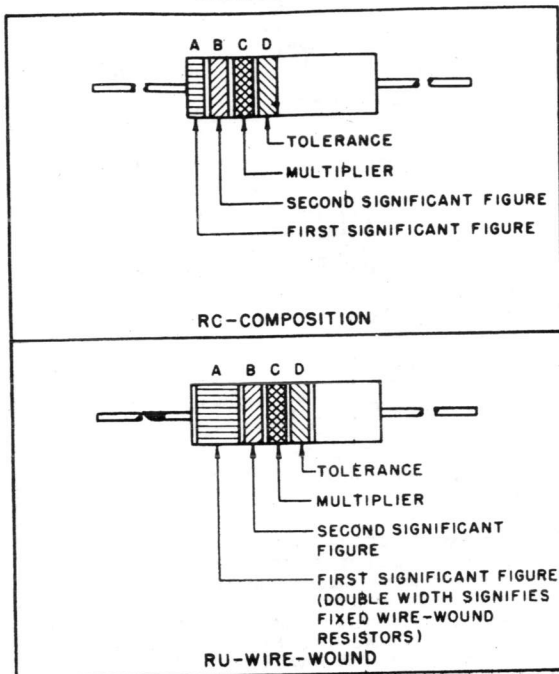 A B C D
TOLERANCE
MULTIPLIER
SECOND SIGNIFICANT FIGURE
FIRST SIGNIFICANT FIGURE
RC-COMPOSITION
A B C D
TOLERANCE
MULTIPLIER
SECOND SIGNIFICANT
FIGURE
FIRST SIGNIFICANT FIGURE
(DOUBLE WIDTH SIGNIFIES
FIXED WIRE-WOUND
RESISTORS)
RU-WIRE-WOUND